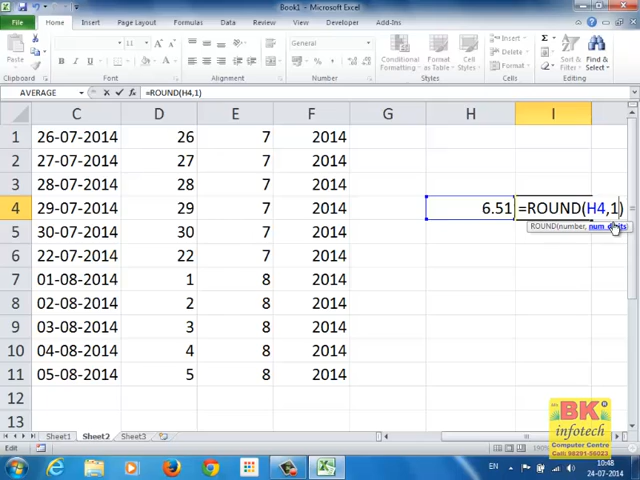 Book1 - Microsoft Excel
File Home Page Layout Formulas Data Review View Developer Add-Ins
Paste
B I U
Conditional Formatting Format as Table Cell Styles
Insert
Delete
Format
Sort & Filter Find & Select
Clipboard Font Alignment Number Styles Cells Editing
AVERAGE fx =ROUND(H4,1)
C D E F G H I
1 26-07-2014 26 7 2014
2 27-07-2014 27 7 2014
3 28-07-2014 28 7 2014
4 29-07-2014 29 7 2014 6.51 =ROUND(H4,1)
ROUND(number, num_digits)
5 30-07-2014 30 7 2014
6 22-07-2014 22 7 2014
7 01-08-2014 1 8 2014
8 02-08-2014 2 8 2014
9 03-08-2014 3 8 2014
10 04-08-2014 4 8 2014
11 05-08-2014 5 8 2014
12
13
BK
infotech
Computer Centre
Call: 98291-56023
Sheet1 Sheet2 Sheet3
Edit
EN 10:48
24-07-2014